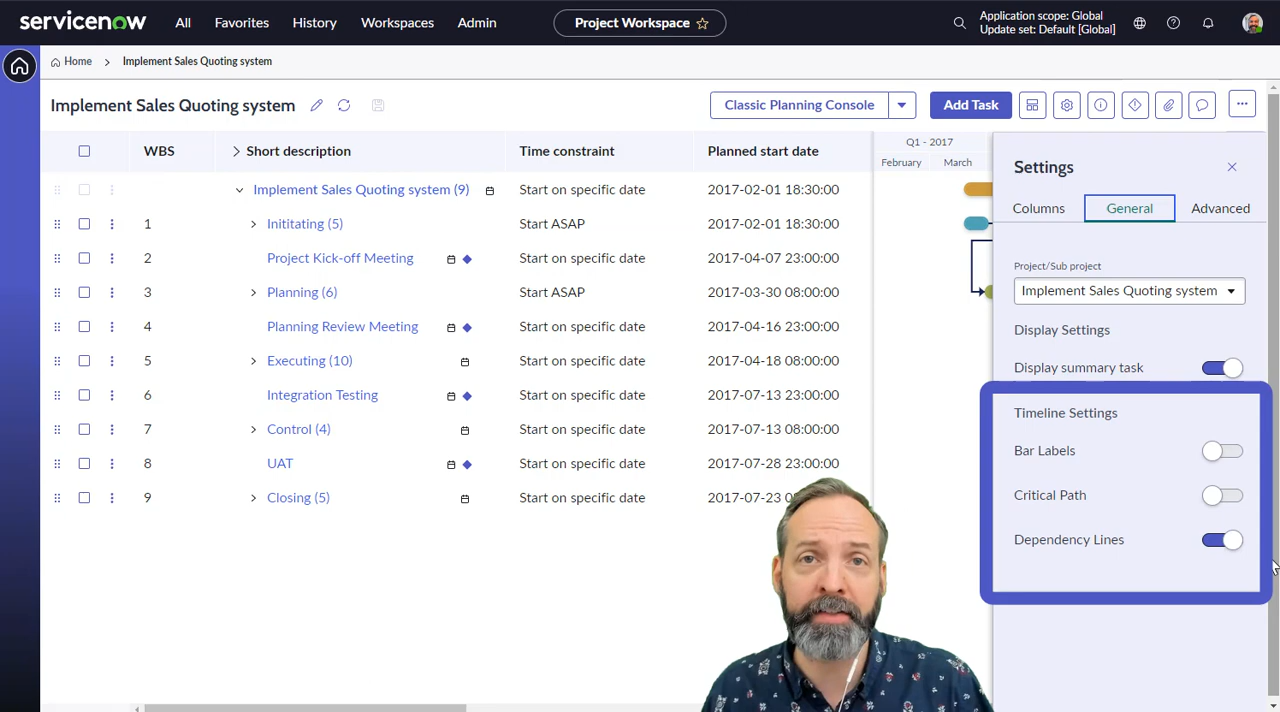 servicenow All Favorites History Workspaces Admin Project Workspace Application scope: Global
Update set: Default [Global]
Home Implement Sales Quoting system
Implement Sales Quoting system Classic Planning Console Add Task
WBS Short description Time constraint Planned start date Q1 - 2017
February March
Implement Sales Quoting system (9) Start on specific date 2017-02-01 18:30:00
1 Inititating (5) Start ASAP 2017-02-01 18:30:00
2 Project Kick-off Meeting Start on specific date 2017-04-07 23:00:00
3 Planning (6) Start ASAP 2017-03-30 08:00:00
4 Planning Review Meeting Start on specific date 2017-04-16 23:00:00
5 Executing (10) Start on specific date 2017-04-18 08:00:00
6 Integration Testing Start on specific date 2017-07-13 23:00:00
7 Control (4) Start on specific date 2017-07-13 08:00:00
8 UAT Start on specific date 2017-07-28 23:00:00
9 Closing (5) Start on specific date 2017-07-23
Settings
Columns General Advanced
Project/Sub project
Implement Sales Quoting system
Display Settings
Display summary task
Timeline Settings
Bar Labels
Critical Path
Dependency Lines